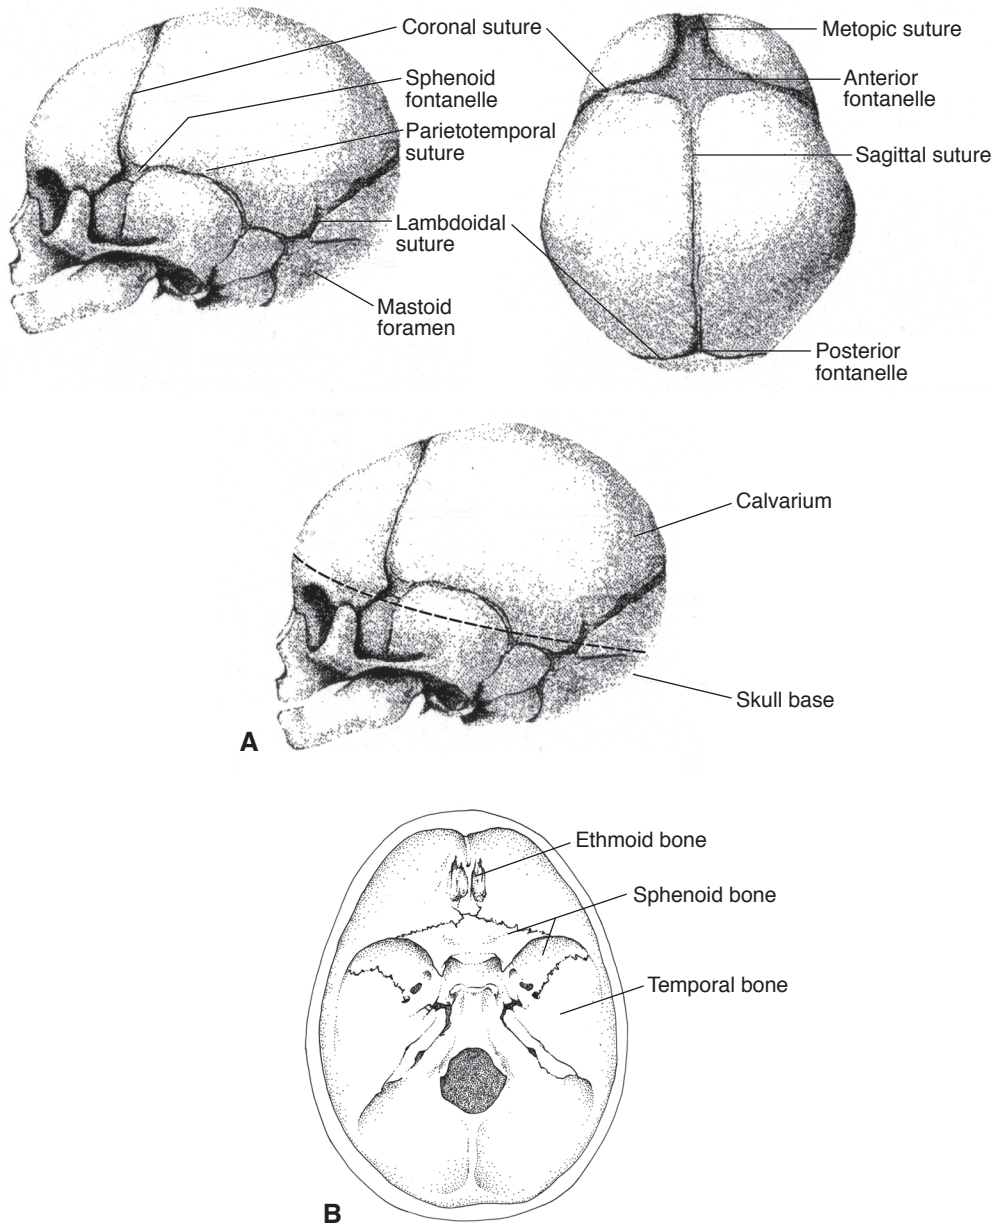 Coronal suture
Sphenoid
fontanelle
Parietotemporal
suture
Lambdoidal
suture
Mastoid
foramen
Metopic suture
Anterior
fontanelle
Sagittal suture
Posterior
fontanelle
Calvarium
Skull base
A
Ethmoid bone
Sphenoid bone
Temporal bone
B